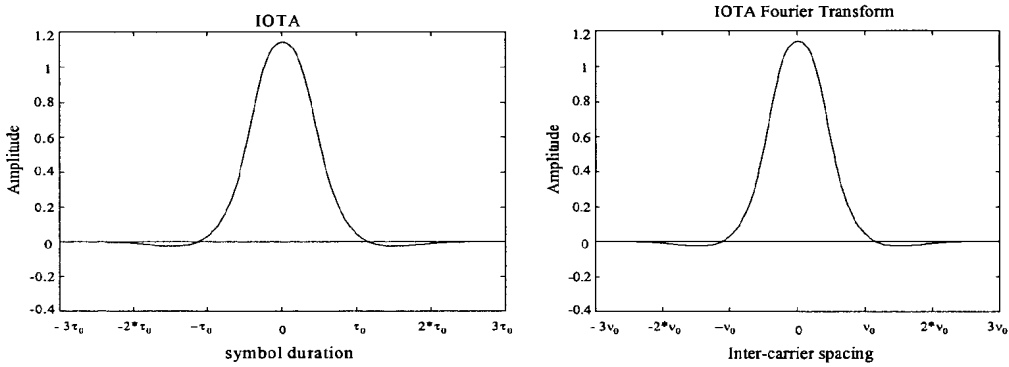 IOTA
1.2
1
0.8
0.6
0.4
0.2
0
-0.2
-0.4
Amplitude
- 3τ₀ -2*τ₀ −τ₀ 0 τ₀ 2*τ₀ 3τ₀
symbol duration
IOTA Fourier Transform
1.2
1
0.8
0.6
0.4
0.2
0
-0.2
-0.4
Amplitude
- 3ν₀ -2*ν₀ −ν₀ 0 ν₀ 2*ν₀ 3ν₀
Inter-carrier spacing